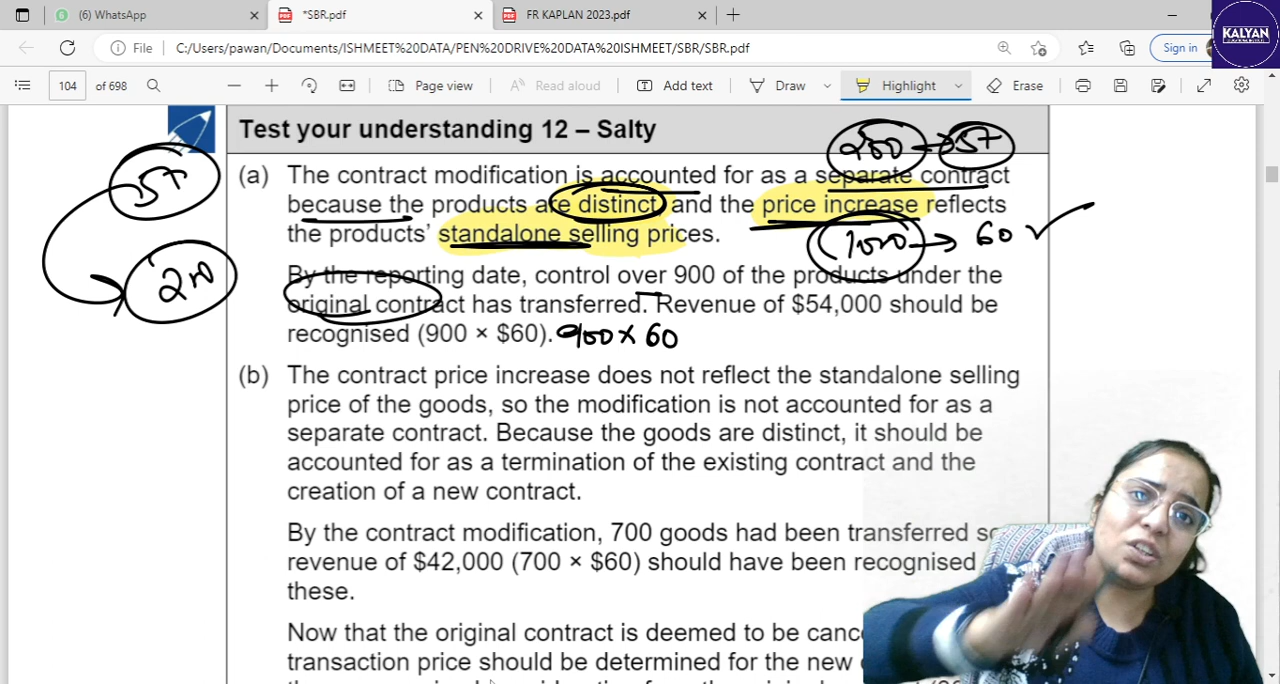 (6) WhatsApp
*SBR.pdf
FR KAPLAN 2023.pdf
KALYAN
File C:/Users/pawan/Documents/ISHMEET%20DATA/PEN%20DRIVE%20DATA%20ISHMEET/SBR/SBR.pdf
Sign in
104 of 698
Page view
Read aloud
Add text
Draw
Highlight
Erase
Test your understanding 12 – Salty
200 → 57
57
(a) The contract modification is accounted for as a separate contract
because the products are distinct and the price increase reflects
the products' standalone selling prices.
1000 → 60
200
By the reporting date, control over 900 of the products under the
original contract has transferred. Revenue of $54,000 should be
recognised (900 × $60). 900 × 60
(b) The contract price increase does not reflect the standalone selling
price of the goods, so the modification is not accounted for as a
separate contract. Because the goods are distinct, it should be
accounted for as a termination of the existing contract and the
creation of a new contract.
By the contract modification, 700 goods had been transferred so
revenue of $42,000 (700 × $60) should have been recognised
these.
Now that the original contract is deemed to be canc
transaction price should be determined for the new